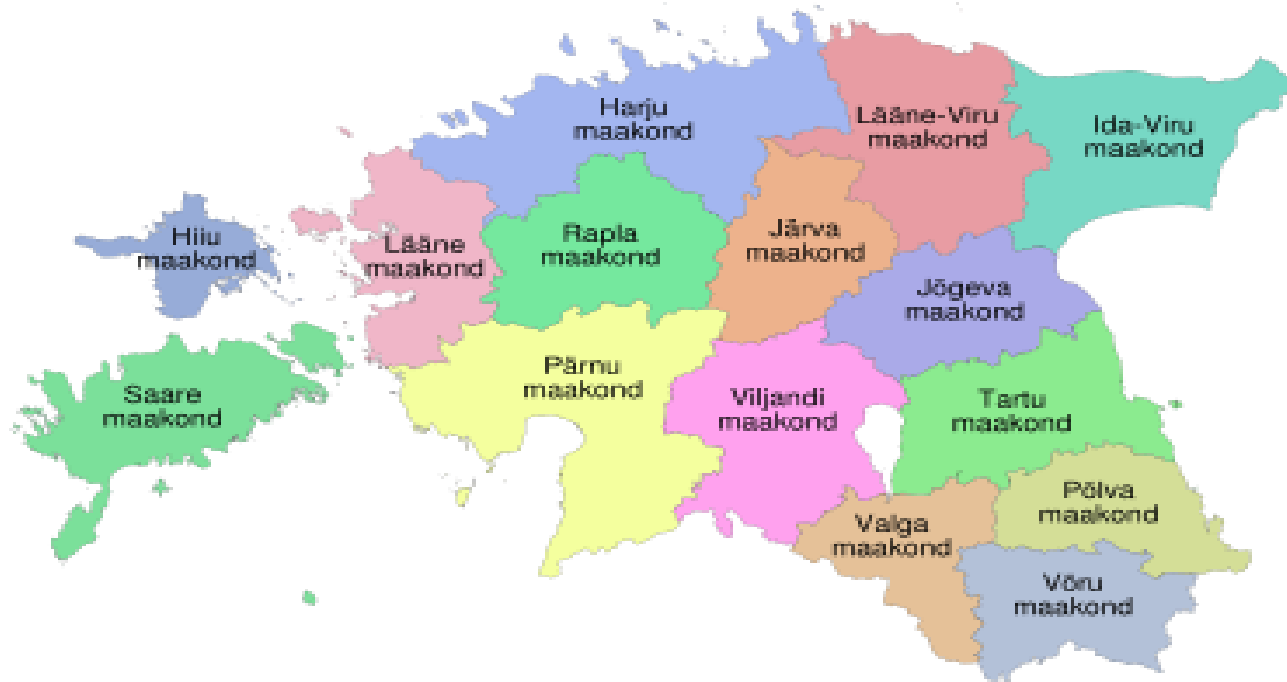 Harju
maakond
Lääne-Viru
maakond
Ida-Viru
maakond
Hiiu
maakond
Lääne
maakond
Rapla
maakond
Järva
maakond
Jõgeva
maakond
Saare
maakond
Pärnu
maakond
Viljandi
maakond
Tartu
maakond
Valga
maakond
Põlva
maakond
Võru
maakond